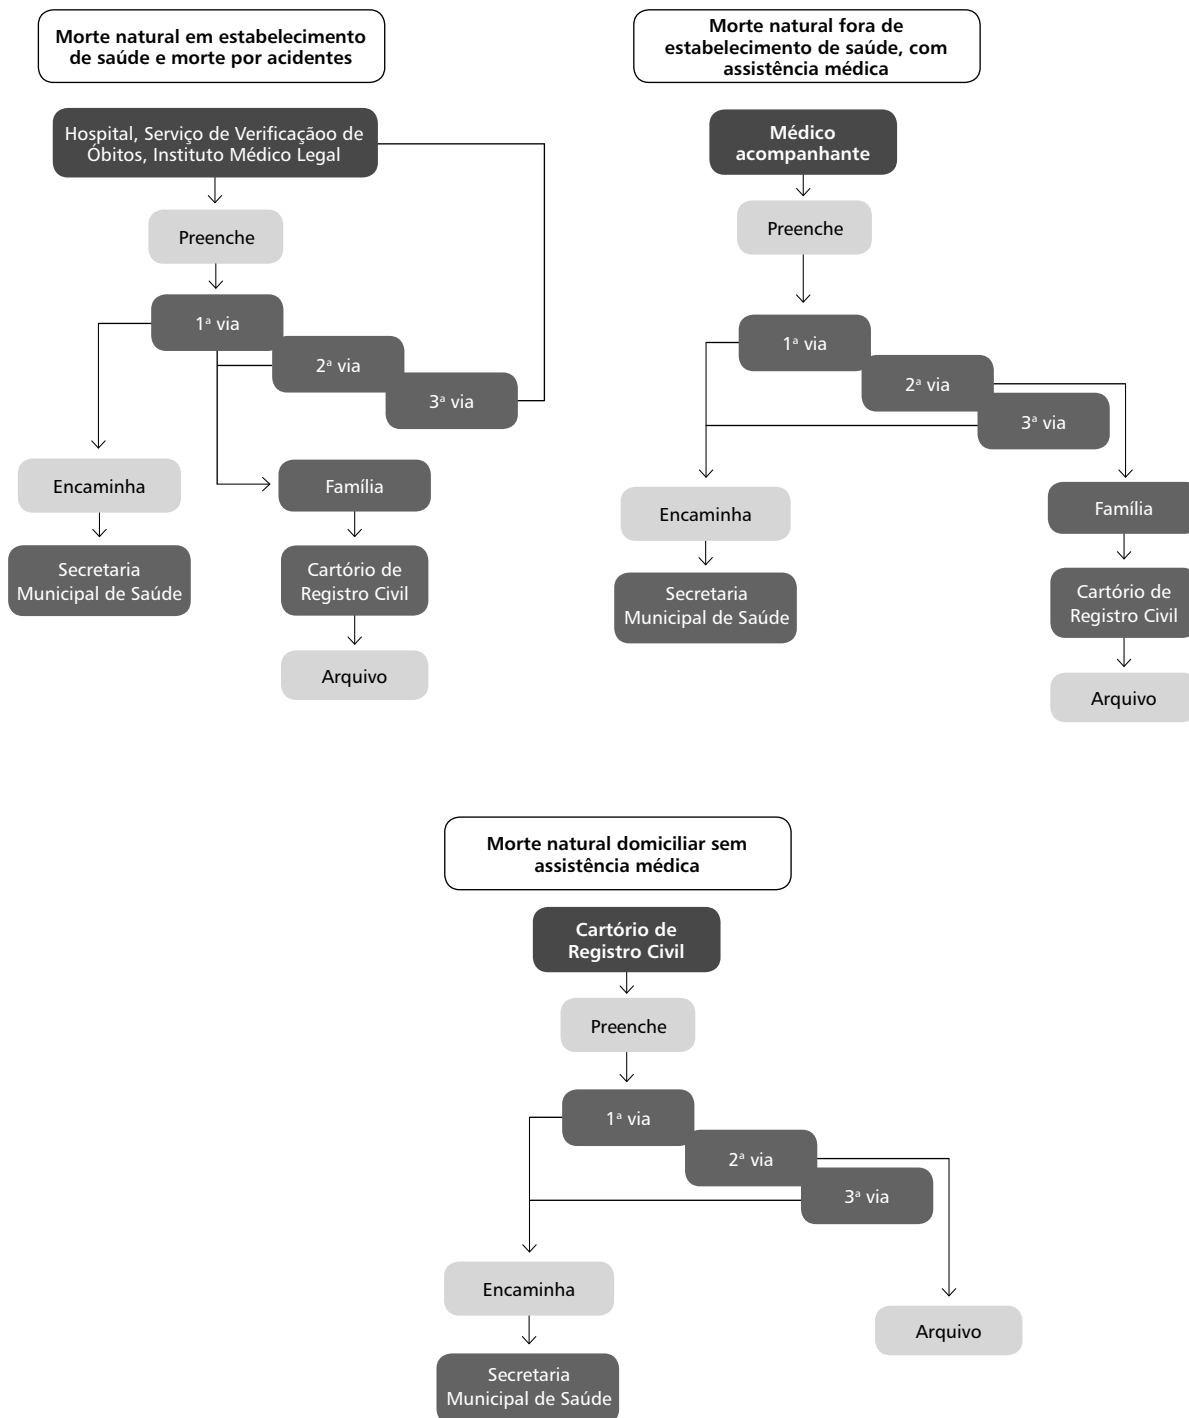 Morte natural em estabelecimento
de saúde e morte por acidentes
Hospital, Serviço de Verificaçãoo de
Óbitos, Instituto Médico Legal
Preenche
1ª via
2ª via
3ª via
Encaminha
Secretaria
Municipal de Saúde
Família
Cartório de
Registro Civil
Arquivo
Morte natural fora de
estabelecimento de saúde, com
assistência médica
Médico
acompanhante
Preenche
1ª via
2ª via
3ª via
Encaminha
Secretaria
Municipal de Saúde
Família
Cartório de
Registro Civil
Arquivo
Morte natural domiciliar sem
assistência médica
Cartório de
Registro Civil
Preenche
1ª via
2ª via
3ª via
Encaminha
Secretaria
Municipal de Saúde
Arquivo